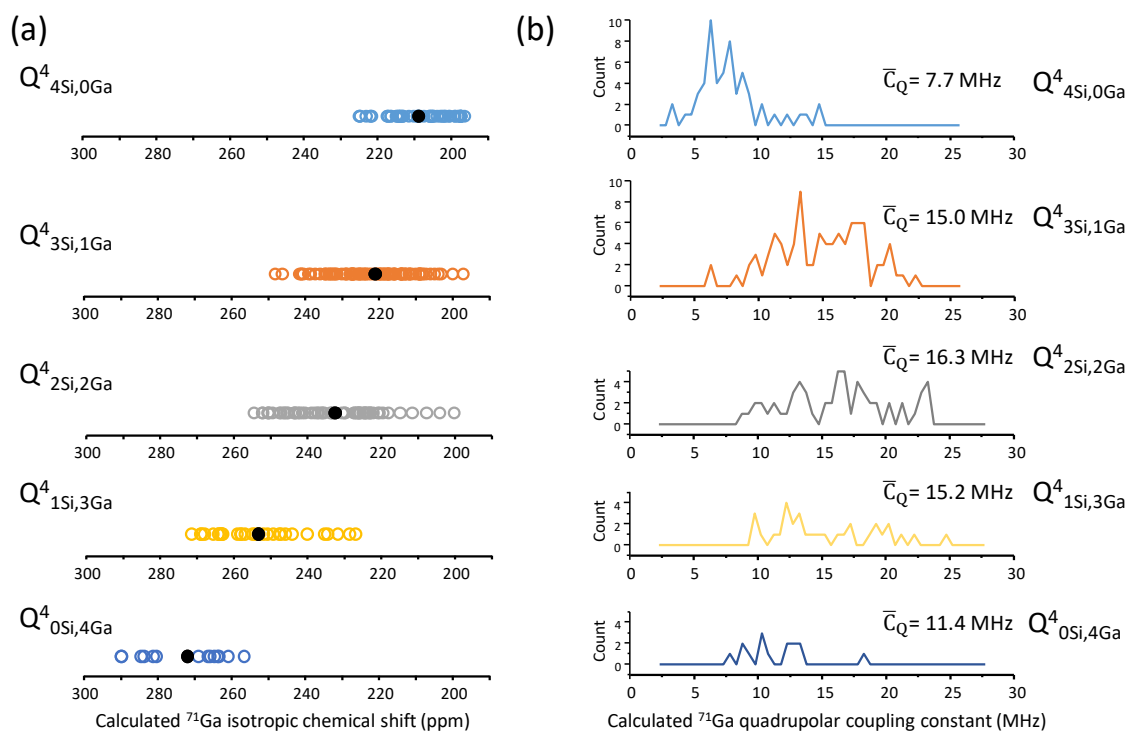 (a)
Q⁴4Si,0Ga
300 280 260 240 220 200
Q⁴3Si,1Ga
300 280 260 240 220 200
Q⁴2Si,2Ga
300 280 260 240 220 200
Q⁴1Si,3Ga
300 280 260 240 220 200
Q⁴0Si,4Ga
300 280 260 240 220 200
Calculated ⁷¹Ga isotropic chemical shift (ppm)
(b)
Count
10
8
6
4
2
0
C̅Q = 7.7 MHz
Q⁴4Si,0Ga
0 5 10 15 20 25 30
Count
10
8
6
4
2
0
C̅Q = 15.0 MHz
Q⁴3Si,1Ga
0 5 10 15 20 25 30
Count
4
2
0
C̅Q = 16.3 MHz
Q⁴2Si,2Ga
0 5 10 15 20 25 30
Count
4
2
0
C̅Q = 15.2 MHz
Q⁴1Si,3Ga
0 5 10 15 20 25 30
Count
4
2
0
C̅Q = 11.4 MHz
Q⁴0Si,4Ga
0 5 10 15 20 25 30
Calculated ⁷¹Ga quadrupolar coupling constant (MHz)